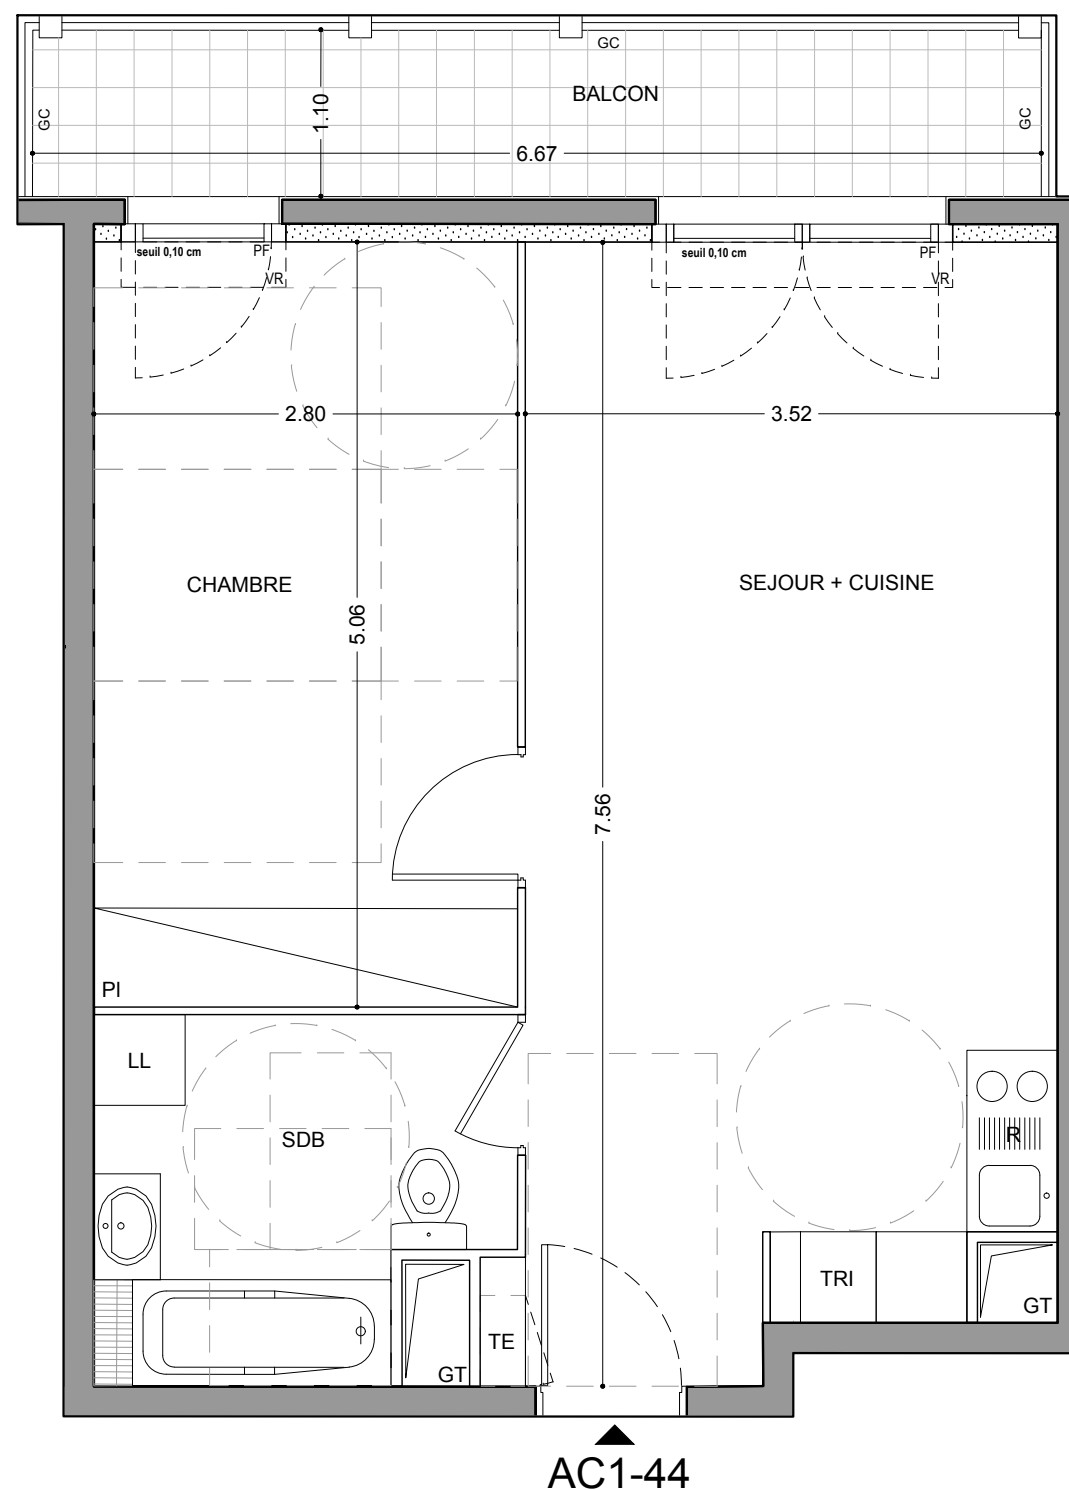 GC
BALCON
GC
1.10
GC
6.67
seuil 0,10 cm
PF
VR
seuil 0,10 cm
PF
VR
2.80
3.52
CHAMBRE
SEJOUR + CUISINE
5.06
7.56
Pl
LL
SDB
R
TRI
TE
GT
GT
AC1-44